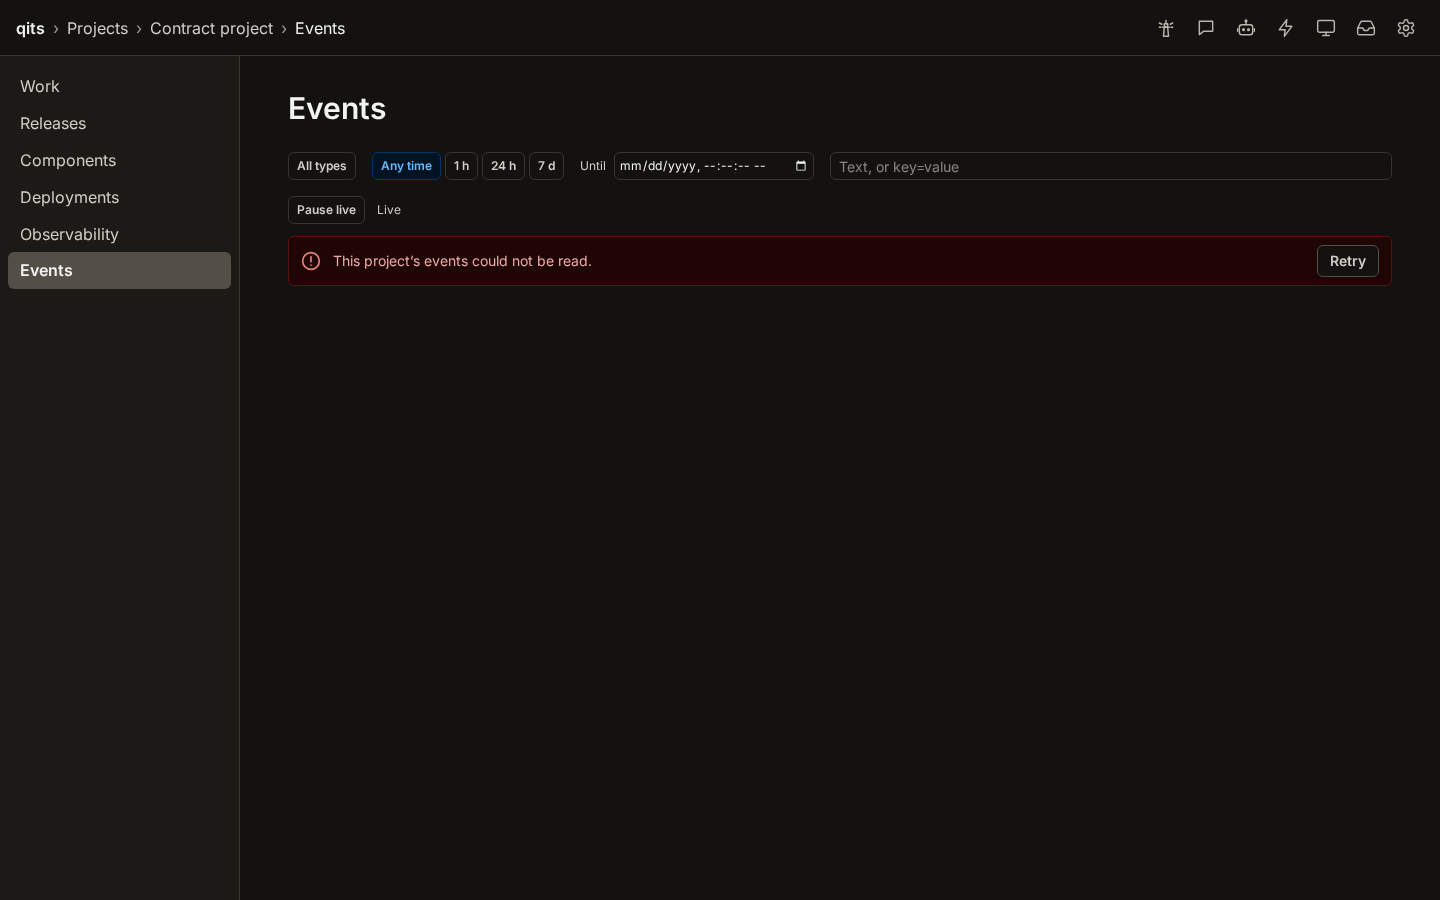 qits › Projects › Contract project › Events
Work
Releases
Components
Deployments
Observability
Events
Events
All types Any time 1 h 24 h 7 d Until mm/dd/yyyy, --:--:-- -- Text, or key=value
Pause live Live
This project’s events could not be read. Retry